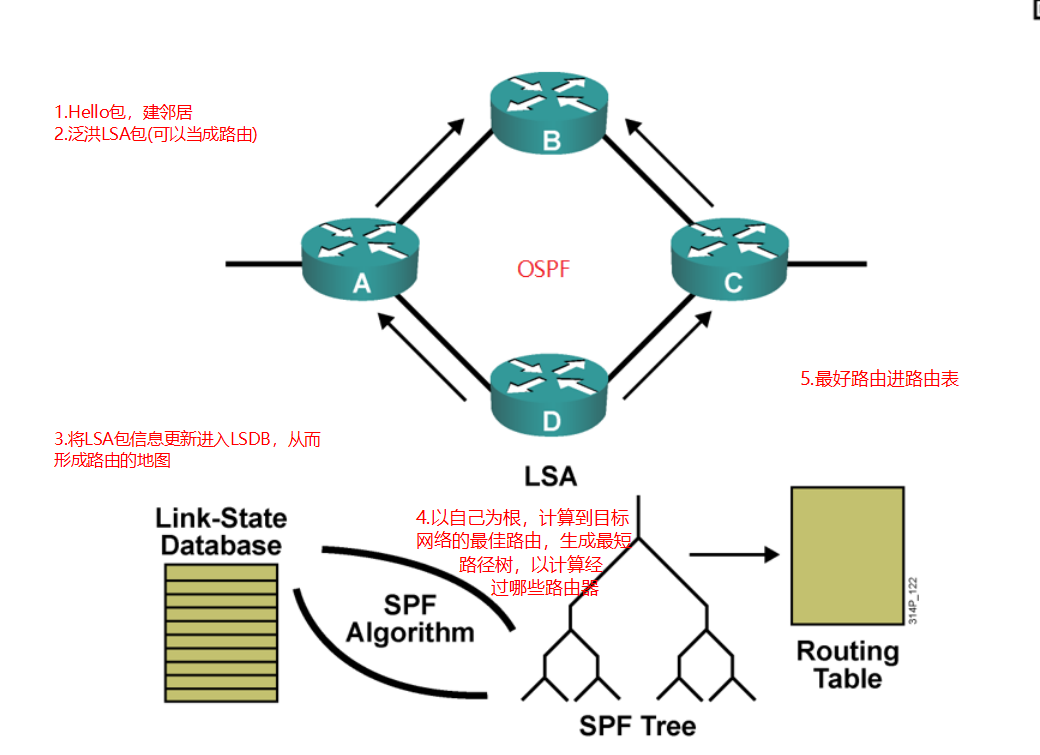 1.Hello包，建邻居
2.泛洪LSA包(可以当成路由)
B
A
OSPF
C
D
5.最好路由进路由表
3.将LSA包信息更新进入LSDB，从而
形成路由的地图
LSA
Link-State
Database
4.以自己为根，计算到目标
网络的最佳路由，生成最短
路径树，以计算经
过哪些路由器
SPF
Algorithm
SPF Tree
314P_122
Routing
Table